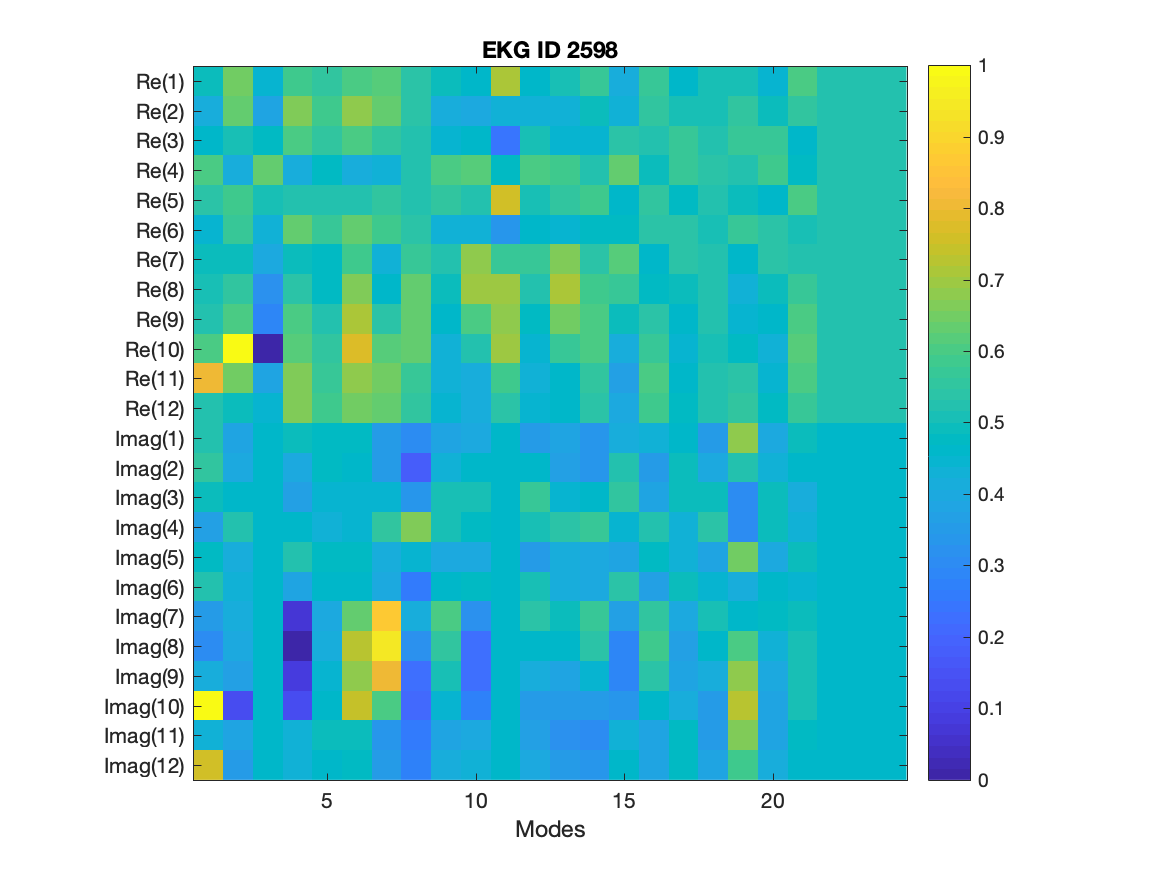 EKG ID 2598
Re(1)
Re(2)
Re(3)
Re(4)
Re(5)
Re(6)
Re(7)
Re(8)
Re(9)
Re(10)
Re(11)
Re(12)
Imag(1)
Imag(2)
Imag(3)
Imag(4)
Imag(5)
Imag(6)
Imag(7)
Imag(8)
Imag(9)
Imag(10)
Imag(11)
Imag(12)
5 10 15 20
Modes
1
0.9
0.8
0.7
0.6
0.5
0.4
0.3
0.2
0.1
0